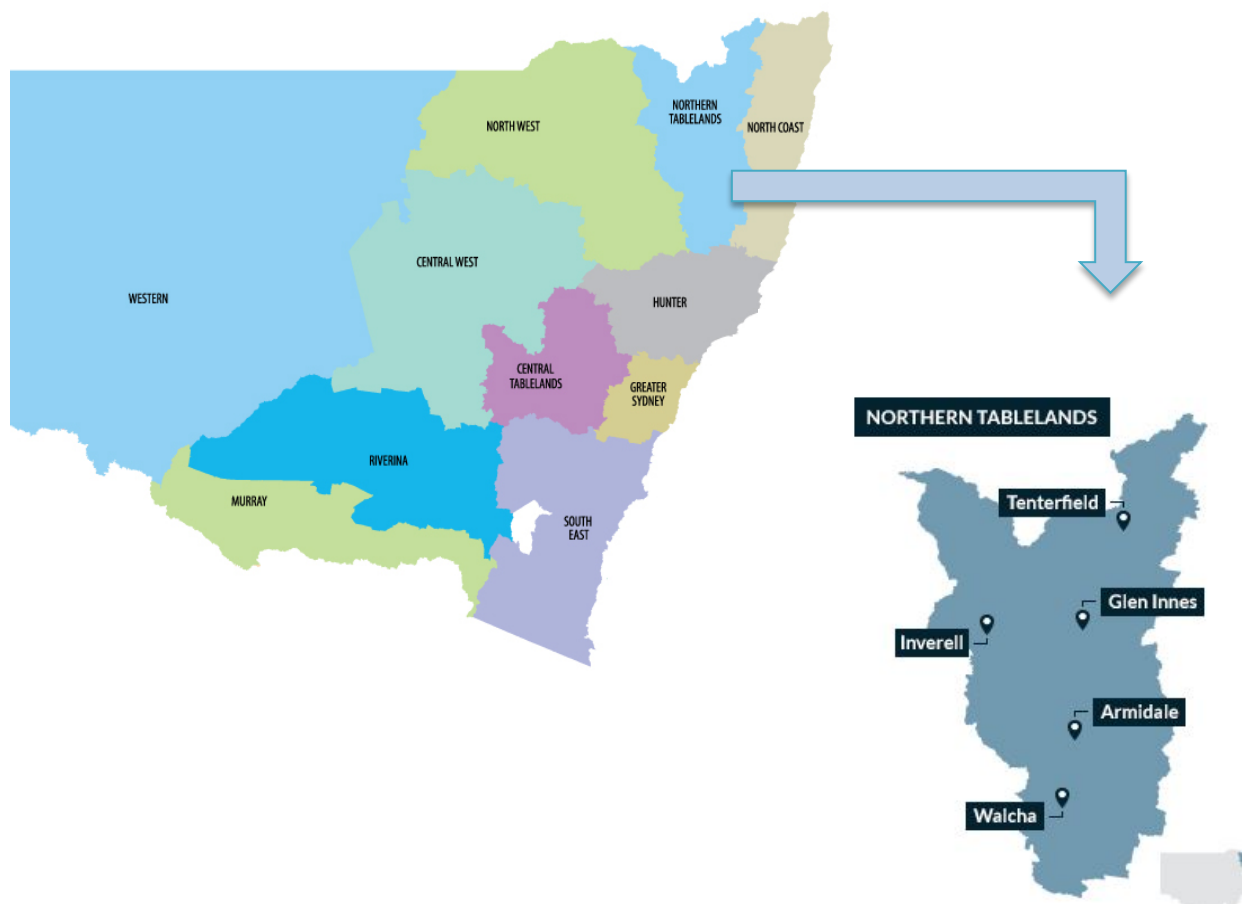 NORTHERN
TABLELANDS
NORTH WEST
NORTH COAST
CENTRAL WEST
WESTERN
HUNTER
CENTRAL
TABLELANDS
GREATER
SYDNEY
RIVERINA
MURRAY
SOUTH
EAST
NORTHERN TABLELANDS
Tenterfield
Glen Innes
Inverell
Armidale
Walcha